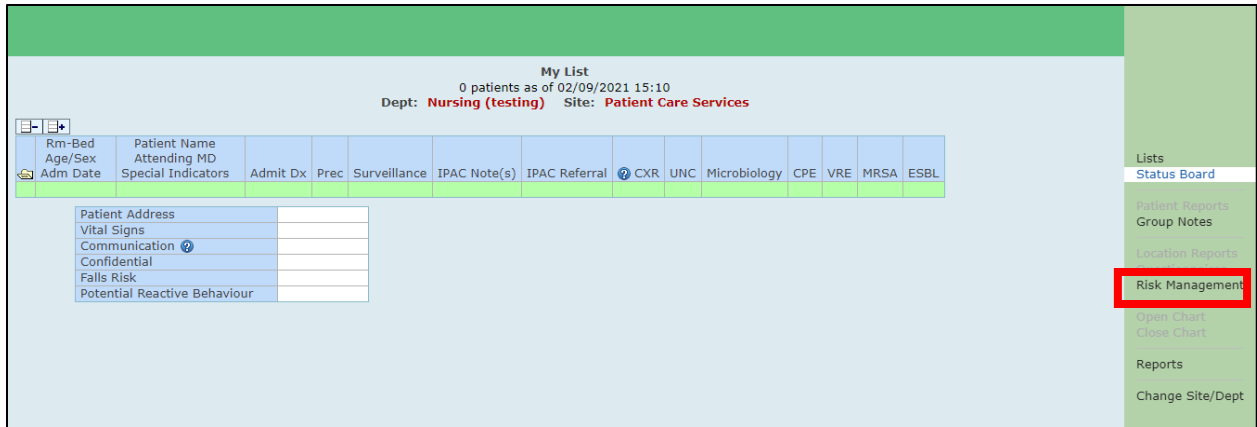 My List
0 patients as of 02/09/2021 15:10
Dept: Nursing (testing) Site: Patient Care Services
Rm-Bed Patient Name
Age/Sex Attending MD
Adm Date Special Indicators Admit Dx Prec Surveillance IPAC Note(s) IPAC Referral CXR UNC Microbiology CPE VRE MRSA ESBL
Patient Address
Vital Signs
Communication
Confidential
Falls Risk
Potential Reactive Behaviour
Lists
Status Board
Patient Reports
Group Notes
Location Reports
Risk Management
Open Chart
Close Chart
Reports
Change Site/Dept